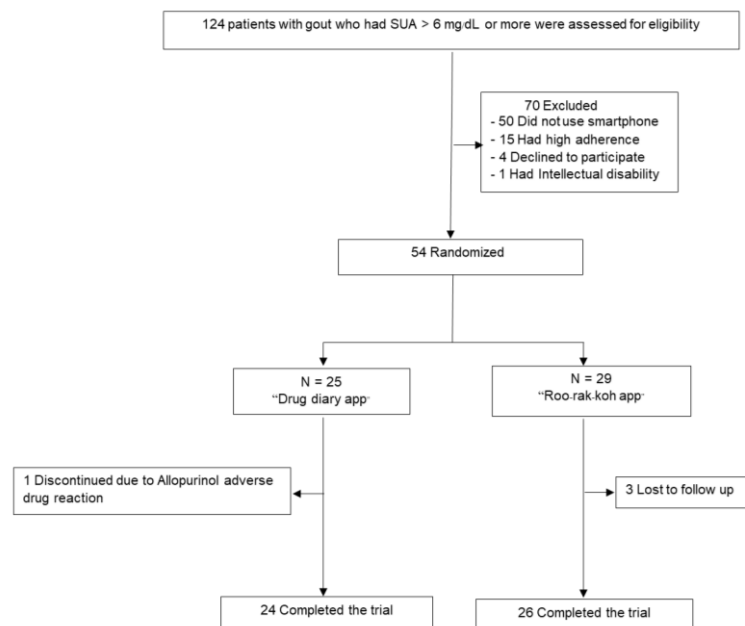 124 patients with gout who had SUA > 6 mg/dL or more were assessed for eligibility
70 Excluded
- 50 Did not use smartphone
- 15 Had high adherence
- 4 Declined to participate
- 1 Had Intellectual disability
54 Randomized
N = 25
“Drug diary app”
N = 29
“Roo-rak-koh app”
1 Discontinued due to Allopurinol adverse
drug reaction
3 Lost to follow up
24 Completed the trial
26 Completed the trial